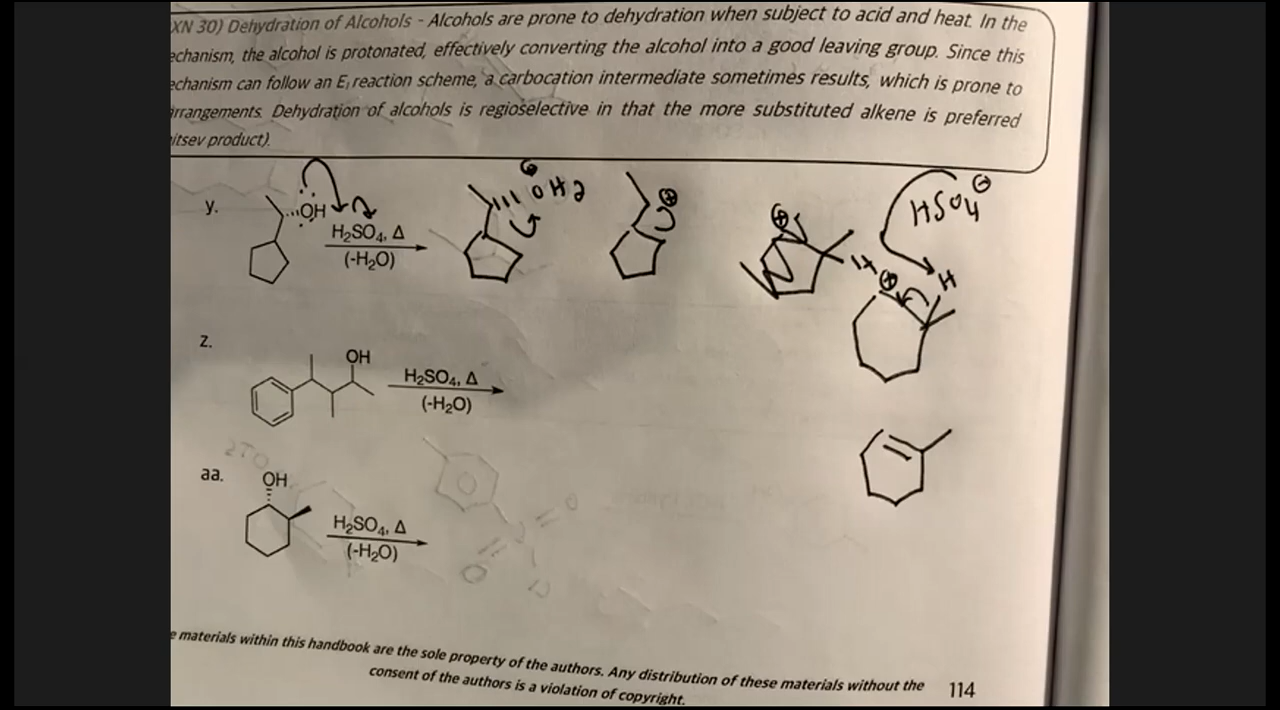 XN 30) Dehydration of Alcohols - Alcohols are prone to dehydration when subject to acid and heat. In the
echanism, the alcohol is protonated, effectively converting the alcohol into a good leaving group. Since this
echanism can follow an E₁ reaction scheme, a carbocation intermediate sometimes results, which is prone to
arrangements. Dehydration of alcohols is regioselective in that the more substituted alkene is preferred
aitsev product).
y.
OH
H₂SO₄, Δ
(-H₂O)
⊕
OH2
⊕
⊕
HSO4⊖
H
⊕
H
z.
OH
H₂SO₄, Δ
(-H₂O)
aa.
OH
H₂SO₄, Δ
(-H₂O)
e materials within this handbook are the sole property of the authors. Any distribution of these materials without the
consent of the authors is a violation of copyright.
114